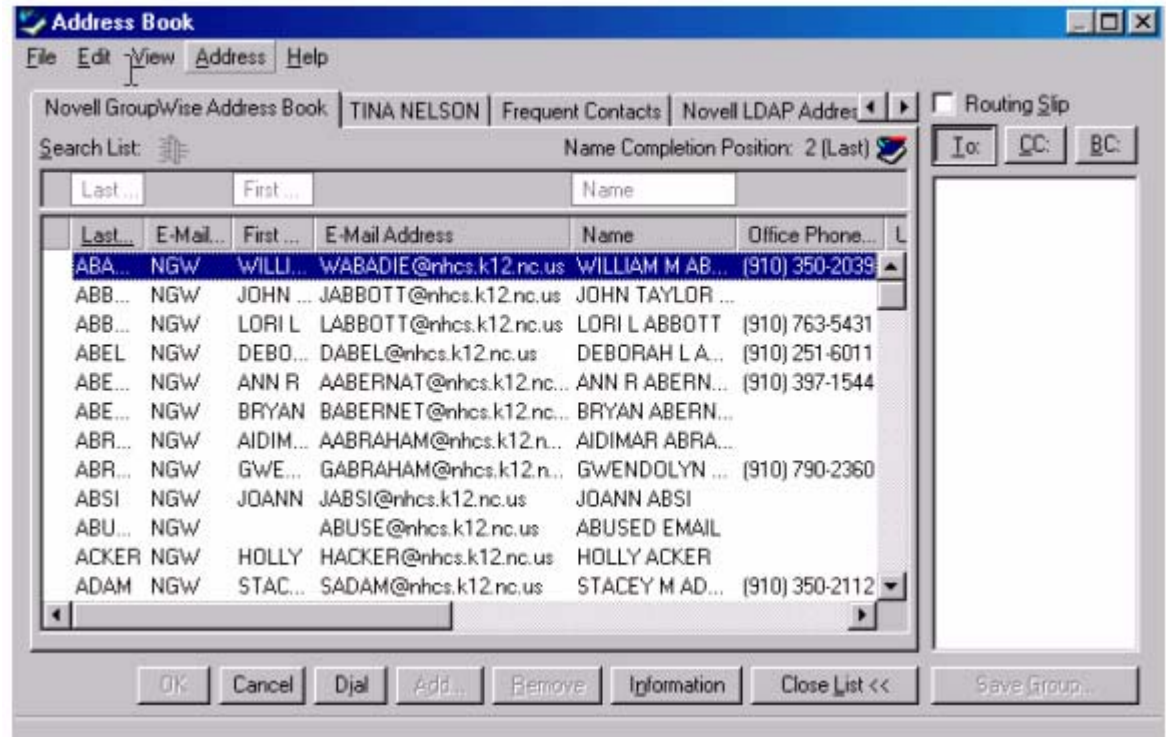 Address Book
File Edit View Address Help
Novell GroupWise Address Book TINA NELSON Frequent Contacts Novell LDAP Addres Routing Slip
Search List: Name Completion Position: 2 (Last) To: CC: BC:
Last ... First ... Name
Last... E-Mail... First ... E-Mail Address Name Office Phone... L
ABA... NGW WILLI... WABADIE@nhcs.k12.nc.us WILLIAM M AB... (910) 350-2039
ABB... NGW JOHN ... JABBOTT@nhcs.k12.nc.us JOHN TAYLOR ...
ABB... NGW LORI L LABBOTT@nhcs.k12.nc.us LORI L ABBOTT (910) 763-5431
ABEL NGW DEBO... DABEL@nhcs.k12.nc.us DEBORAH L A... (910) 251-6011
ABE... NGW ANN R AABERNAT@nhcs.k12.nc... ANN R ABERN... (910) 397-1544
ABE... NGW BRYAN BABERNET@nhcs.k12.nc... BRYAN ABERN...
ABR... NGW AIDIM... AABRAHAM@nhcs.k12.n... AIDIMAR ABRA...
ABR... NGW GWE... GABRAHAM@nhcs.k12.n... GWENDOLYN ... (910) 790-2360
ABSI NGW JOANN JABSI@nhcs.k12.nc.us JOANN ABSI
ABU... NGW ABUSE@nhcs.k12.nc.us ABUSED EMAIL
ACKER NGW HOLLY HACKER@nhcs.k12.nc.us HOLLY ACKER
ADAM NGW STAC... SADAM@nhcs.k12.nc.us STACEY M AD... (910) 350-2112
OK Cancel Dial Add... Remove Information Close List << Save Group...